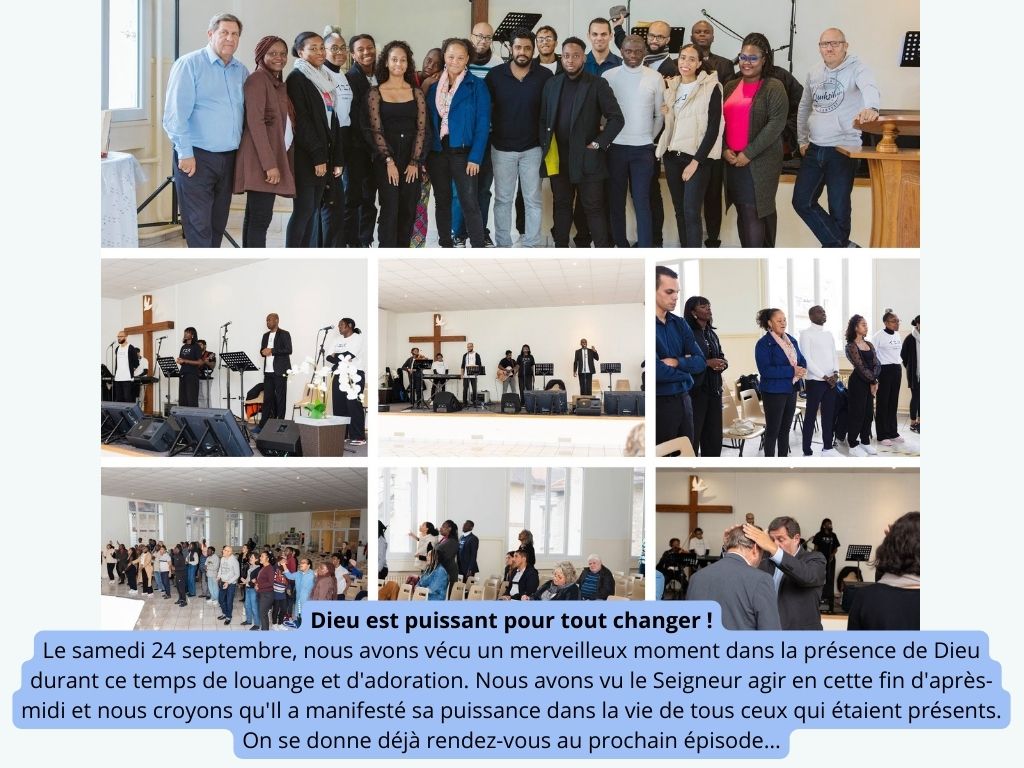 Quiksilver
Dieu est puissant pour tout changer !
Le samedi 24 septembre, nous avons vécu un merveilleux moment dans la présence de Dieu
durant ce temps de louange et d'adoration. Nous avons vu le Seigneur agir en cette fin d'après-
midi et nous croyons qu'Il a manifesté sa puissance dans la vie de tous ceux qui étaient présents.
On se donne déjà rendez-vous au prochain épisode...